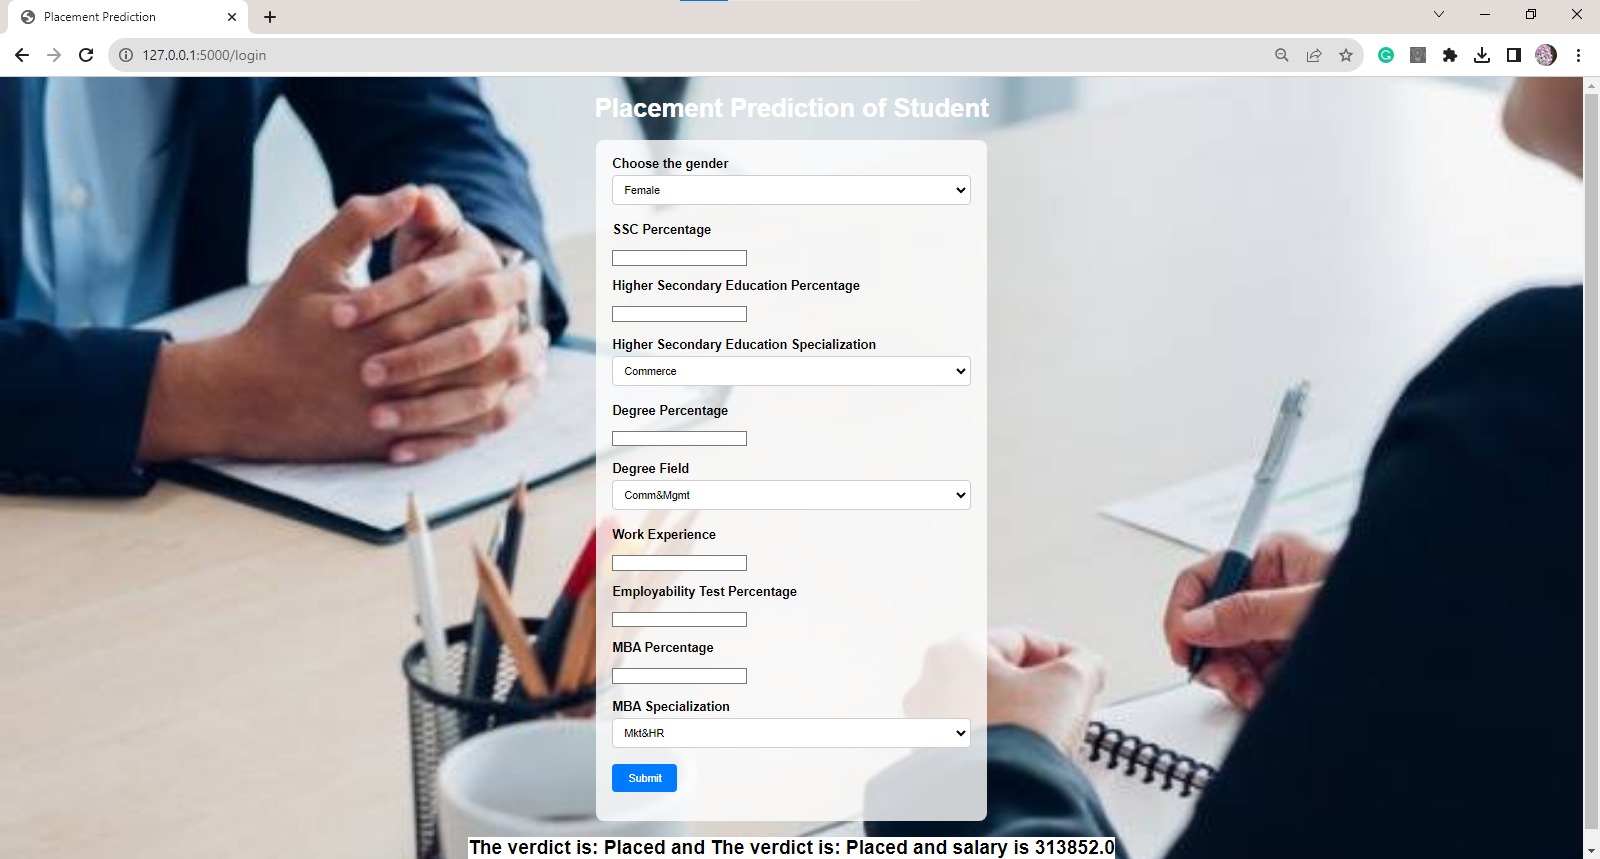 Placement Prediction
127.0.0.1:5000/login
Placement Prediction of Student
Choose the gender
Female
SSC Percentage
Higher Secondary Education Percentage
Higher Secondary Education Specialization
Commerce
Degree Percentage
Degree Field
Comm&Mgmt
Work Experience
Employability Test Percentage
MBA Percentage
MBA Specialization
Mkt&HR
Submit
The verdict is: Placed and The verdict is: Placed and salary is 313852.0